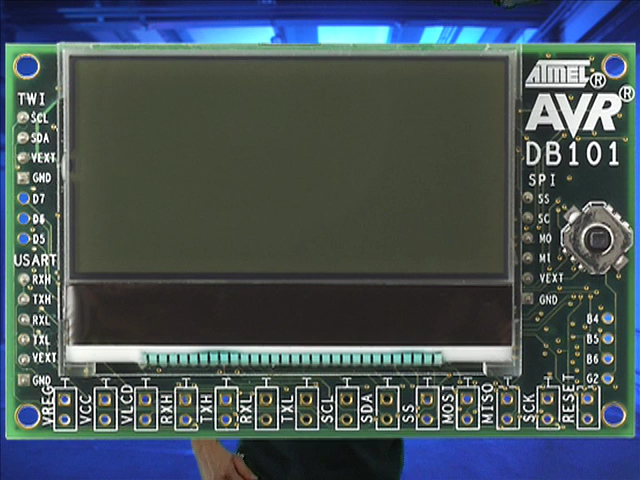 ATMEL®
AVR®
DB101
TWI
SCL
SDA
VEXT
GND
D7
D6
D5
USART
RXH
TXH
RXL
TXL
VEXT
GND
SPI
SS
SC
MO
MI
VEXT
GND
B4
B5
B6
G2
VREG VCC VLCD RXH TXH RXL TXL SCL SDA SS MOSI MISO SCK RESET